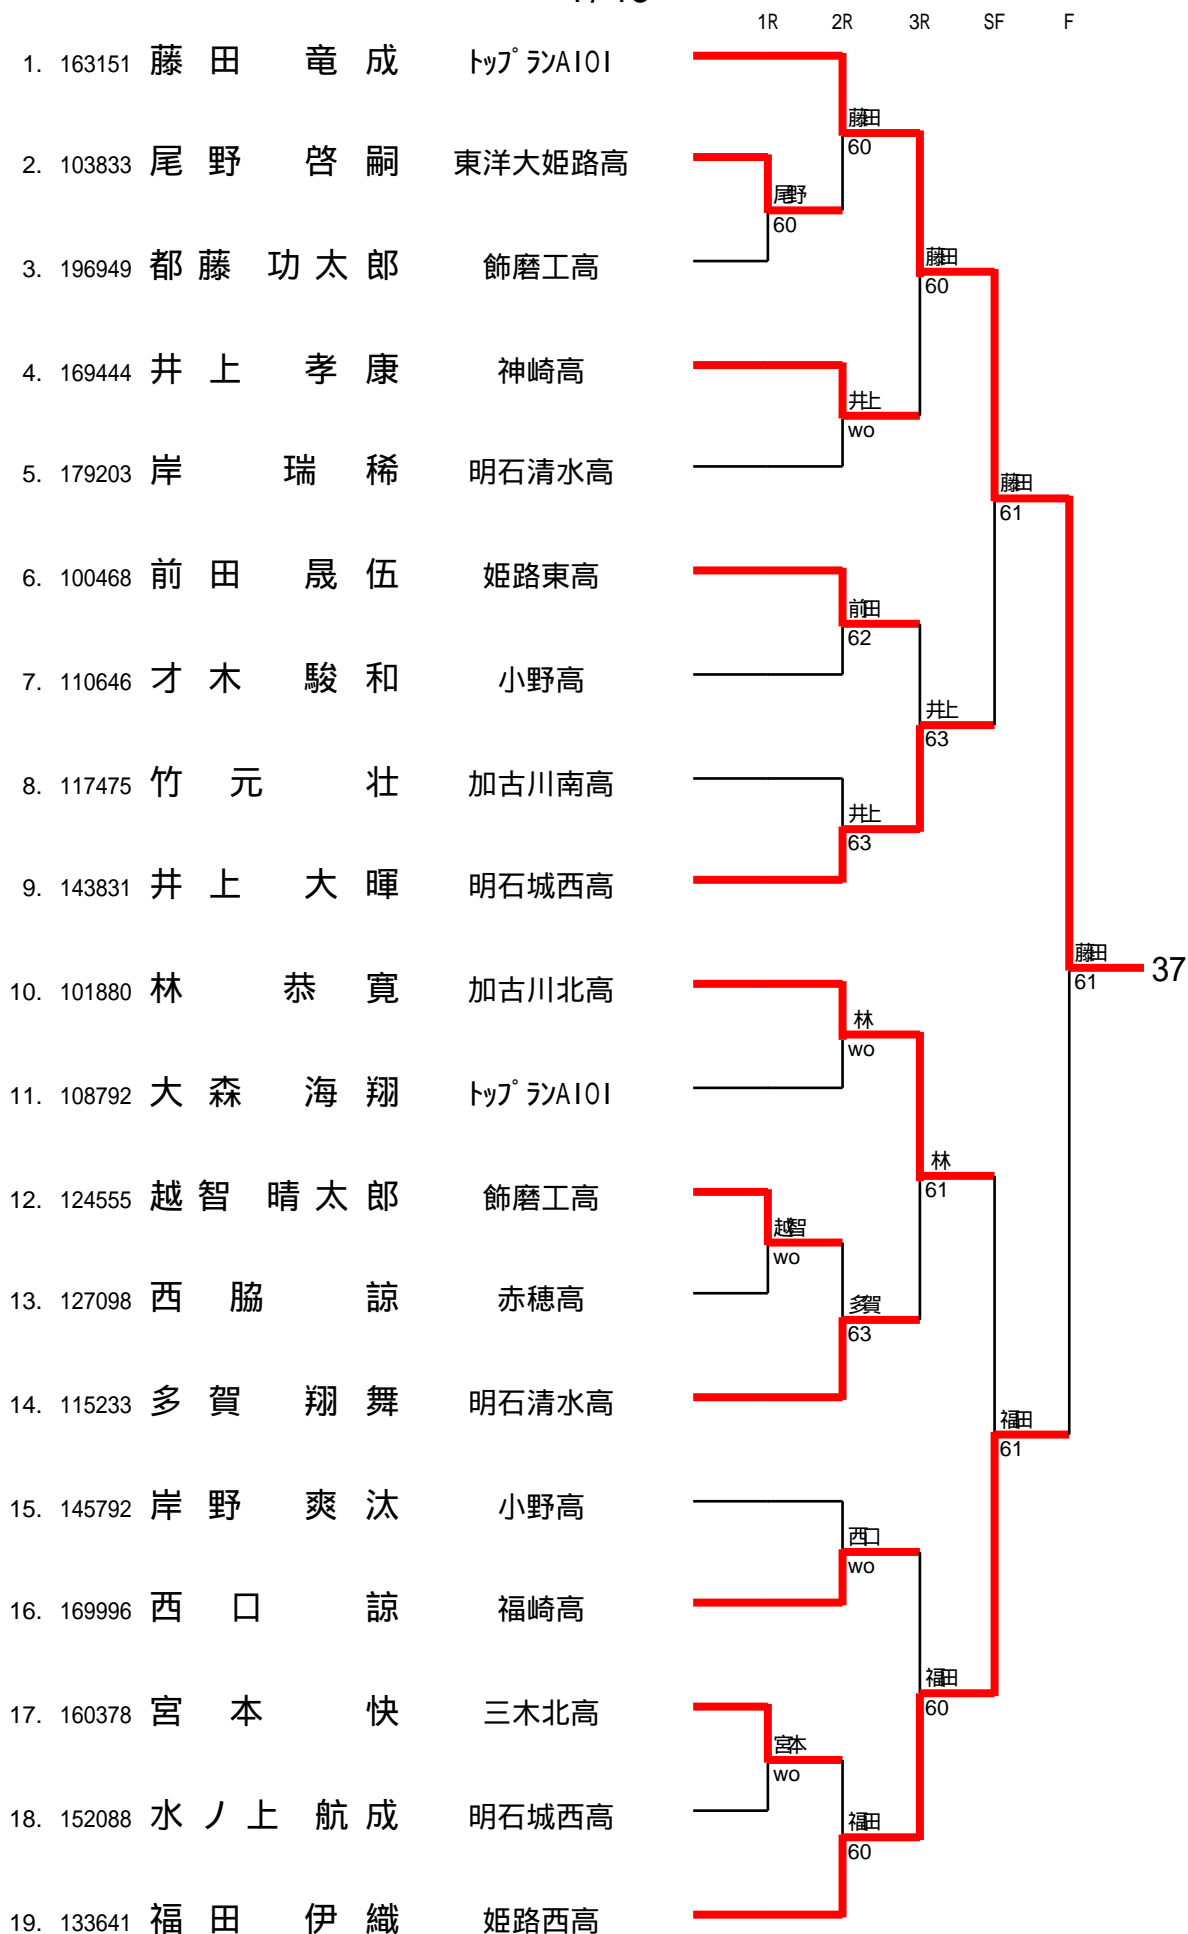 1R 2R 3R SF F
1. 163151 藤田 竜成 トップランAIOI
藤田
60
2. 103833 尾野 啓嗣 東洋大姫路高
尾野
60
3. 196949 都藤 功太郎 飾磨工高
藤田
60
4. 169444 井上 孝康 神崎高
井上
wo
5. 179203 岸 瑞稀 明石清水高
藤田
61
6. 100468 前田 晟伍 姫路東高
前田
62
7. 110646 才木 駿和 小野高
井上
63
8. 117475 竹元 壮 加古川南高
井上
63
9. 143831 井上 大暉 明石城西高
藤田
61
37
10. 101880 林 恭寛 加古川北高
林
wo
11. 108792 大森 海翔 トップランAIOI
林
61
12. 124555 越智 晴太郎 飾磨工高
越智
wo
13. 127098 西脇 諒 赤穂高
多賀
63
14. 115233 多賀 翔舞 明石清水高
福田
61
15. 145792 岸野 爽汰 小野高
西口
wo
16. 169996 西口 諒 福崎高
福田
60
17. 160378 宮本 快 三木北高
宮本
wo
18. 152088 水ノ上 航成 明石城西高
福田
60
19. 133641 福田 伊織 姫路西高